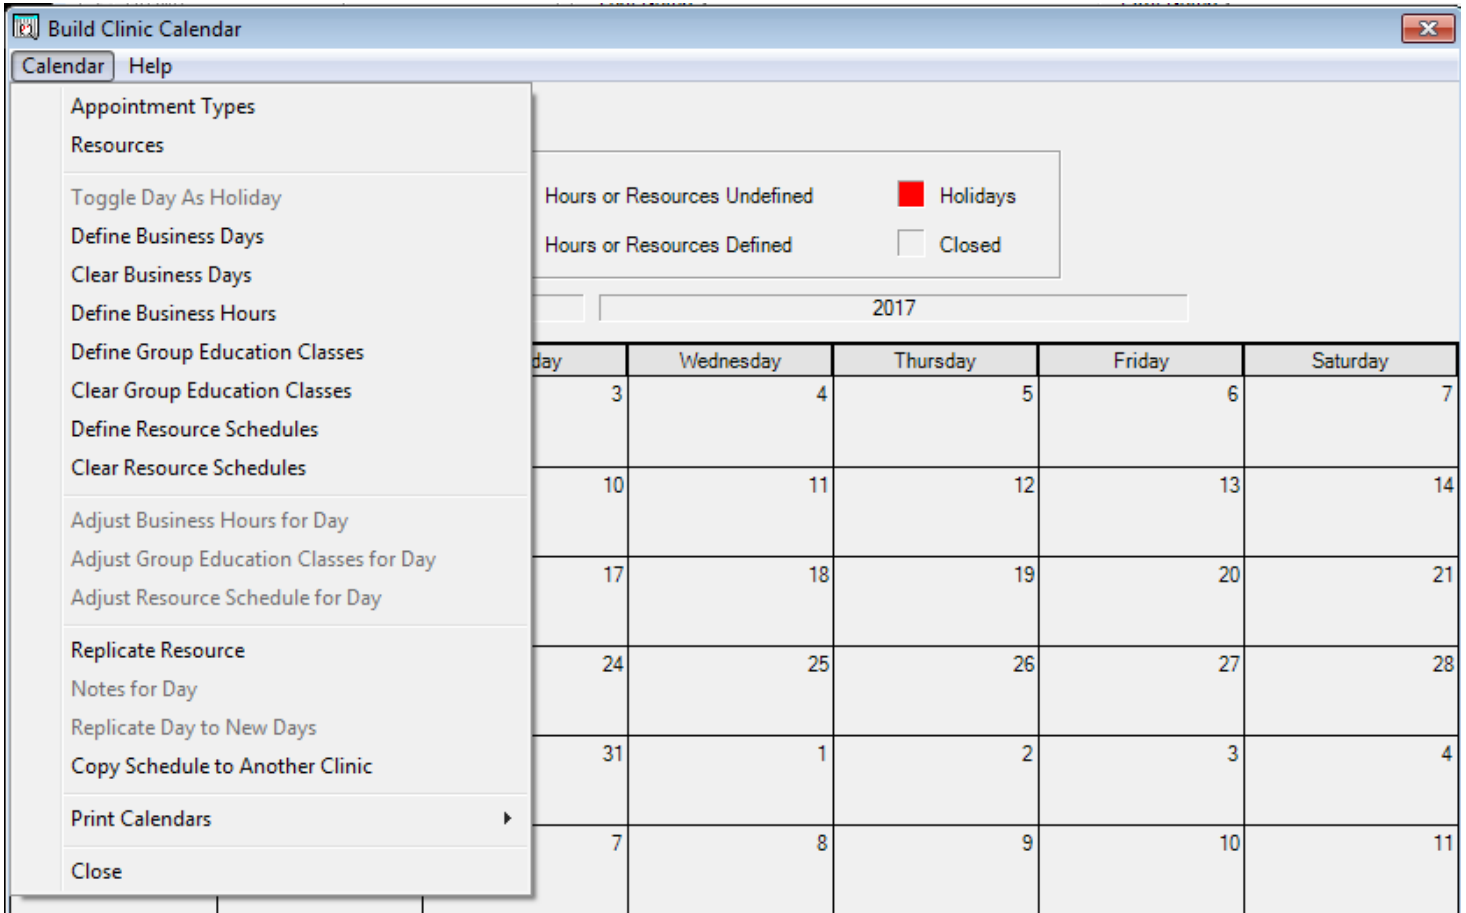 Build Clinic Calendar
Calendar Help
Appointment Types
Resources
Toggle Day As Holiday
Define Business Days
Clear Business Days
Define Business Hours
Define Group Education Classes
Clear Group Education Classes
Define Resource Schedules
Clear Resource Schedules
Adjust Business Hours for Day
Adjust Group Education Classes for Day
Adjust Resource Schedule for Day
Replicate Resource
Notes for Day
Replicate Day to New Days
Copy Schedule to Another Clinic
Print Calendars
Close
Hours or Resources Undefined Holidays
Hours or Resources Defined Closed
2017
day Wednesday Thursday Friday Saturday
3 4 5 6 7
10 11 12 13 14
17 18 19 20 21
24 25 26 27 28
31 1 2 3 4
7 8 9 10 11